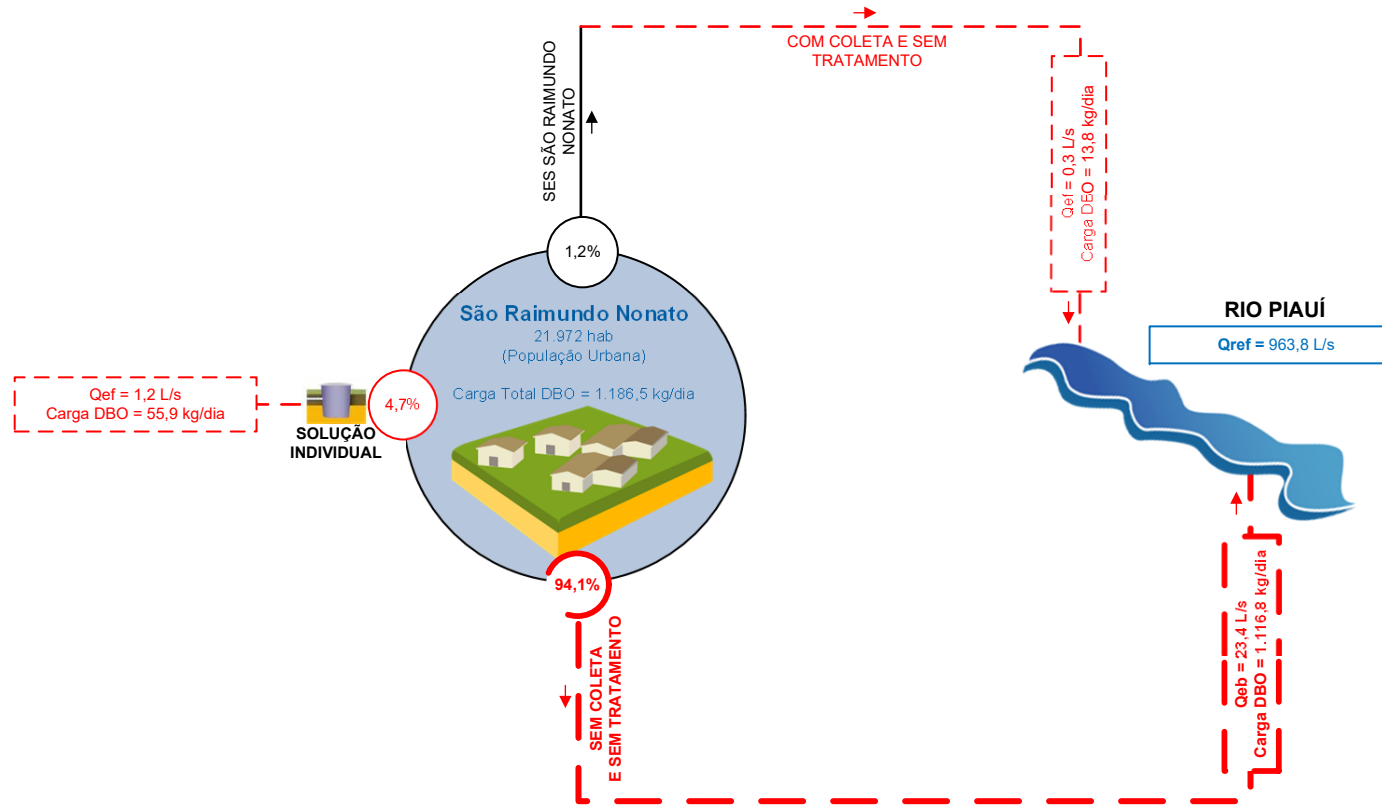 COM COLETA E SEM
TRATAMENTO
SES SÃO RAIMUNDO
NONATO
Qef = 0,3 L/s
Carga DBO = 13,8 kg/dia
1,2%
São Raimundo Nonato
21.972 hab
(População Urbana)
Carga Total DBO = 1.186,5 kg/dia
RIO PIAUÍ
Qref = 963,8 L/s
Qef = 1,2 L/s
Carga DBO = 55,9 kg/dia
SOLUÇÃO
INDIVIDUAL
4,7%
94,1%
SEM COLETA
E SEM TRATAMENTO
Qeb = 23,4 L/s
Carga DBO = 1.116,8 kg/dia